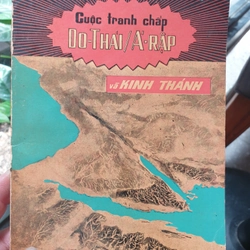 Cuộc tranh chấp
DO-THÁI/Ả-RẬP
và KINH THÁNH